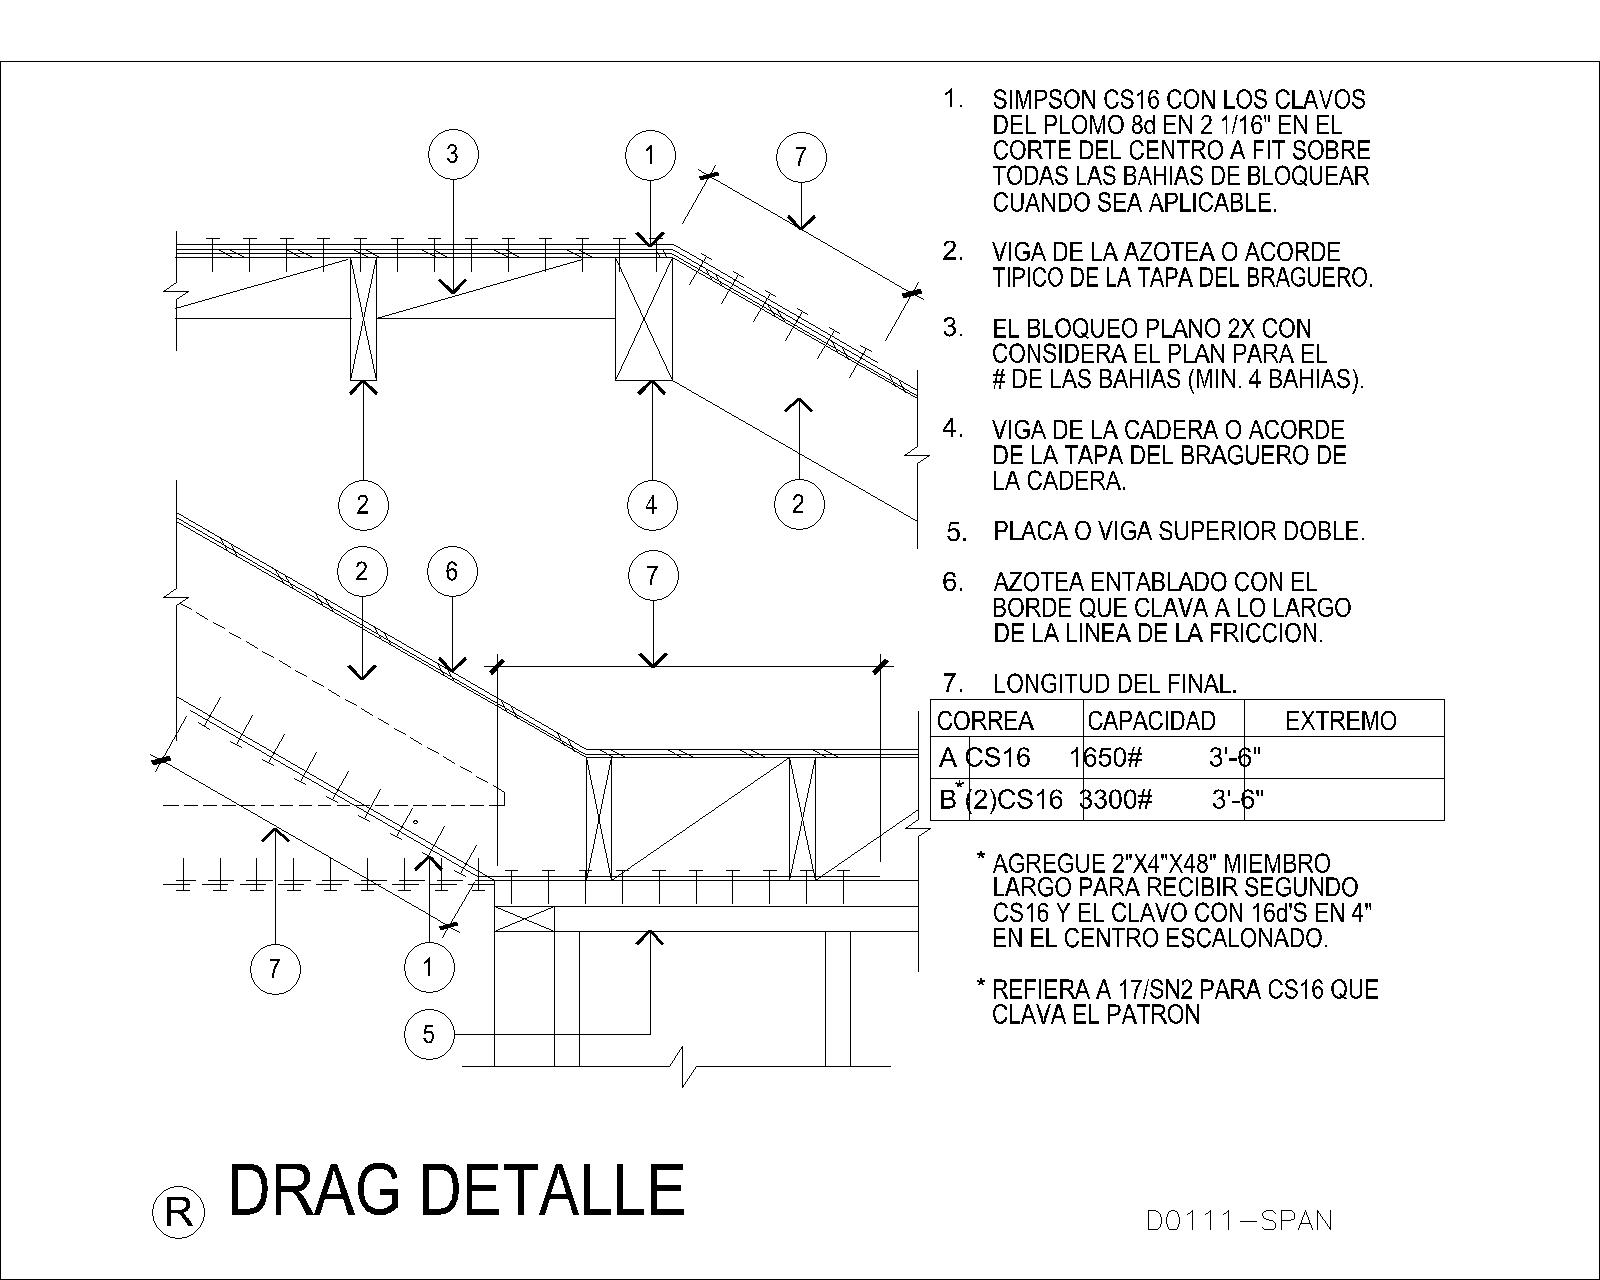 1. SIMPSON CS16 CON LOS CLAVOS
DEL PLOMO 8d EN 2 1/16" EN EL
CORTE DEL CENTRO A FIT SOBRE
TODAS LAS BAHIAS DE BLOQUEAR
CUANDO SEA APLICABLE.
2. VIGA DE LA AZOTEA O ACORDE
TIPICO DE LA TAPA DEL BRAGUERO.
3. EL BLOQUEO PLANO 2X CON
CONSIDERA EL PLAN PARA EL
# DE LAS BAHIAS (MIN. 4 BAHIAS).
4. VIGA DE LA CADERA O ACORDE
DE LA TAPA DEL BRAGUERO DE
LA CADERA.
5. PLACA O VIGA SUPERIOR DOBLE.
6. AZOTEA ENTABLADO CON EL
BORDE QUE CLAVA A LO LARGO
DE LA LINEA DE LA FRICCION.
7. LONGITUD DEL FINAL.
CORREA CAPACIDAD EXTREMO
A CS16 1650# 3'-6"
B* (2)CS16 3300# 3'-6"
* AGREGUE 2"X4"X48" MIEMBRO
LARGO PARA RECIBIR SEGUNDO
CS16 Y EL CLAVO CON 16d'S EN 4"
EN EL CENTRO ESCALONADO.
* REFIERA A 17/SN2 PARA CS16 QUE
CLAVA EL PATRON
3 1 7
2 4 2
2 6 7
7 1
5
R DRAG DETALLE
D0111-SPAN